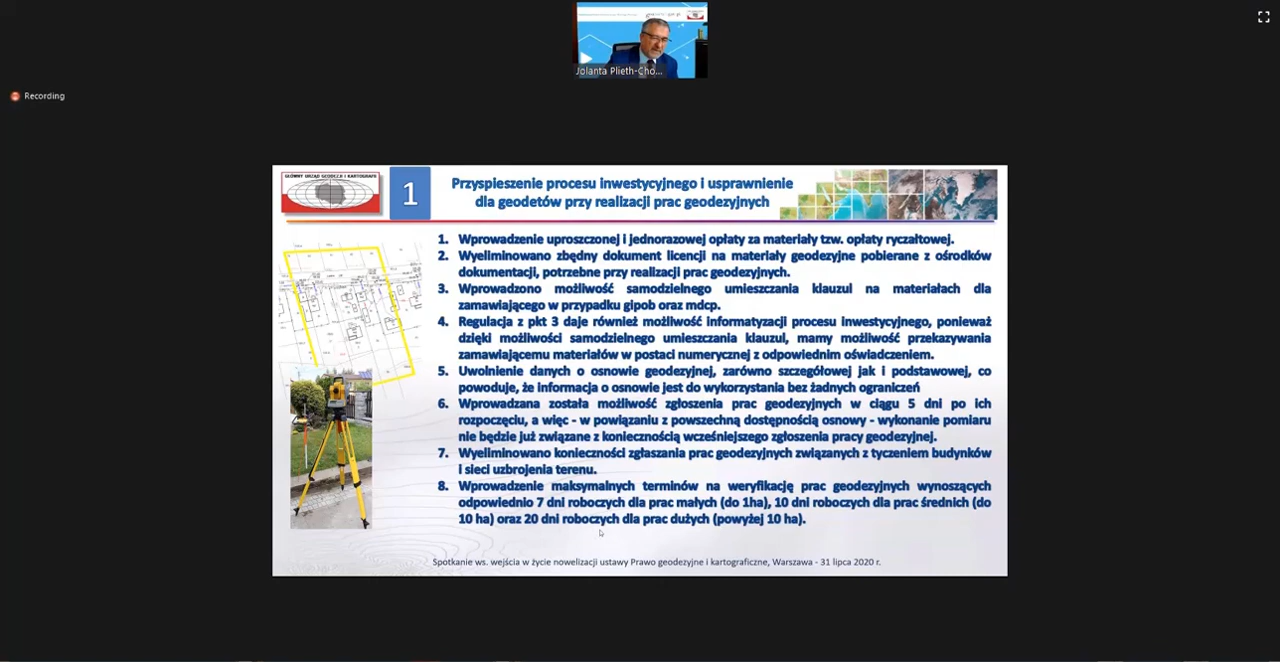 Jolanta Plieth-Cho...
Recording
GŁÓWNY URZĄD GEODEZJI I KARTOGRAFII
1
Przyspieszenie procesu inwestycyjnego i usprawnienie
dla geodetów przy realizacji prac geodezyjnych
1. Wprowadzenie uproszczonej i jednorazowej opłaty za materiały tzw. opłaty ryczałtowej.
2. Wyeliminowano zbędny dokument licencji na materiały geodezyjne pobierane z ośrodków
dokumentacji, potrzebne przy realizacji prac geodezyjnych.
3. Wprowadzono możliwość samodzielnego umieszczania klauzul na materiałach dla
zamawiającego w przypadku gipob oraz mdcp.
4. Regulacja z pkt 3 daje również możliwość informatyzacji procesu inwestycyjnego, ponieważ
dzięki możliwości samodzielnego umieszczania klauzul, mamy możliwość przekazywania
zamawiającemu materiałów w postaci numerycznej z odpowiednim oświadczeniem.
5. Uwolnienie danych o osnowie geodezyjnej, zarówno szczegółowej jak i podstawowej, co
powoduje, że informacja o osnowie jest do wykorzystania bez żadnych ograniczeń
6. Wprowadzana została możliwość zgłoszenia prac geodezyjnych w ciągu 5 dni po ich
rozpoczęciu, a więc - w powiązaniu z powszechną dostępnością osnowy - wykonanie pomiaru
nie będzie już związane z koniecznością wcześniejszego zgłoszenia pracy geodezyjnej.
7. Wyeliminowano konieczności zgłaszania prac geodezyjnych związanych z tyczeniem budynków
i sieci uzbrojenia terenu.
8. Wprowadzenie maksymalnych terminów na weryfikację prac geodezyjnych wynoszących
odpowiednio 7 dni roboczych dla prac małych (do 1ha), 10 dni roboczych dla prac średnich (do
10 ha) oraz 20 dni roboczych dla prac dużych (powyżej 10 ha).
Spotkanie ws. wejścia w życie nowelizacji ustawy Prawo geodezyjne i kartograficzne, Warszawa - 31 lipca 2020 r.